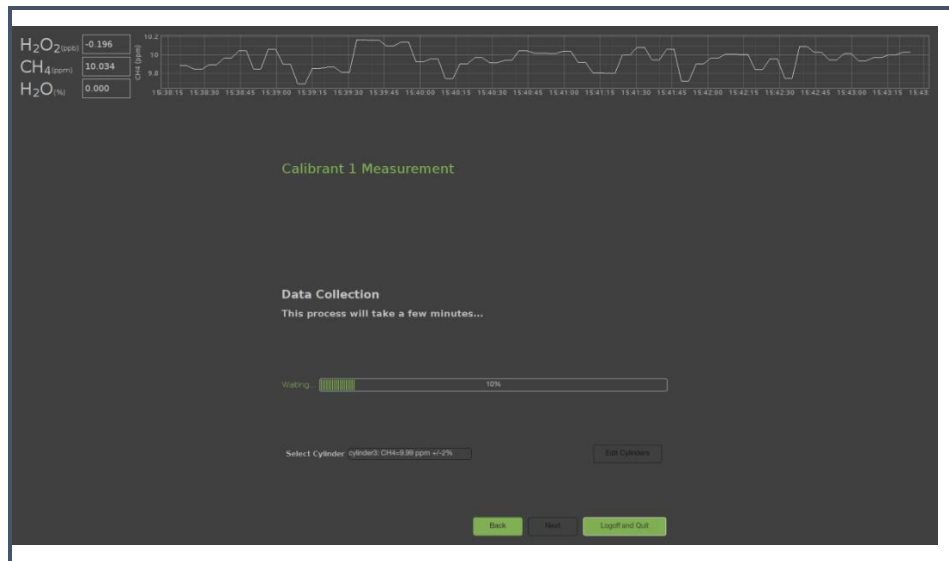 H2O2(ppb) -0.196
CH4(ppm) 10.034
H2O(%) 0.000
CH4 (ppm)
10.2
10
9.8
15:38:15 15:38:30 15:38:45 15:39:00 15:39:15 15:39:30 15:39:45 15:40:00 15:40:15 15:40:30 15:40:45 15:41:00 15:41:15 15:41:30 15:41:45 15:42:00 15:42:15 15:42:30 15:42:45 15:43:00 15:43:15 15:43:
Calibrant 1 Measurement
Data Collection
This process will take a few minutes...
Waiting... 10%
Select Cylinder cylinder3: CH4=9.99 ppm +/-2% Edit Cylinders
Back Next Logoff and Quit